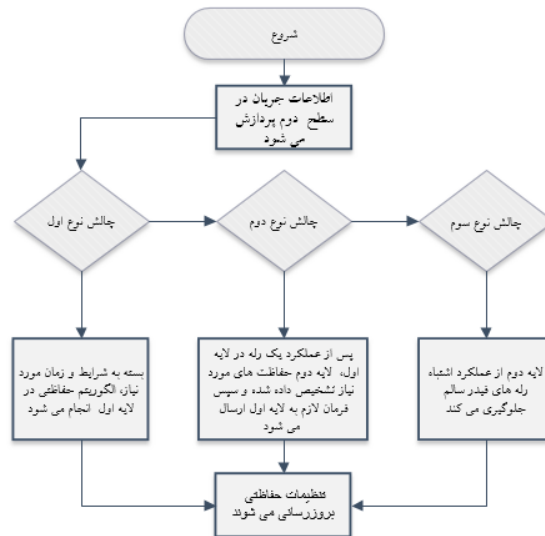 شروع
اطلاعات جریان در
سطح دوم پردازش
می شود
چالش نوع اول
چالش نوع دوم
چالش نوع سوم
بسته به شرایط و زمان مورد
نیاز، الگوریتم حفاظتی در
لایه اول انجام می شود
پس از عملکرد یک رله در لایه
اول، لایه دوم حفاظت های مورد
نیاز تشخیص داده شده و سپس
فرمان لازم به لایه اول ارسال
می شود
لایه دوم از عملکرد اشتباه
رله های فیدر سالم
جلوگیری می کند
تنظیمات حفاظتی
بروزرسانی می شوند